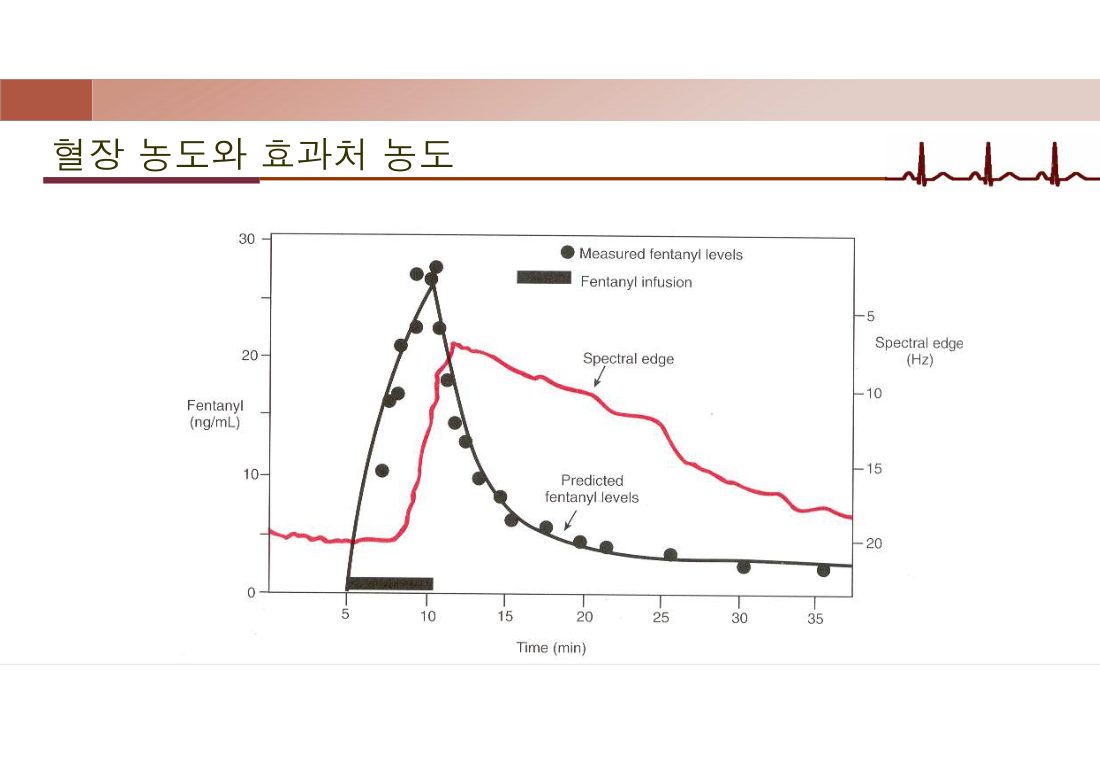 혈장 농도와 효과처 농도
30
20
10
0
Fentanyl
(ng/mL)
Measured fentanyl levels
Fentanyl infusion
Spectral edge
Predicted
fentanyl levels
5
10
15
20
Spectral edge
(Hz)
5
10
15
20
25
30
35
Time (min)